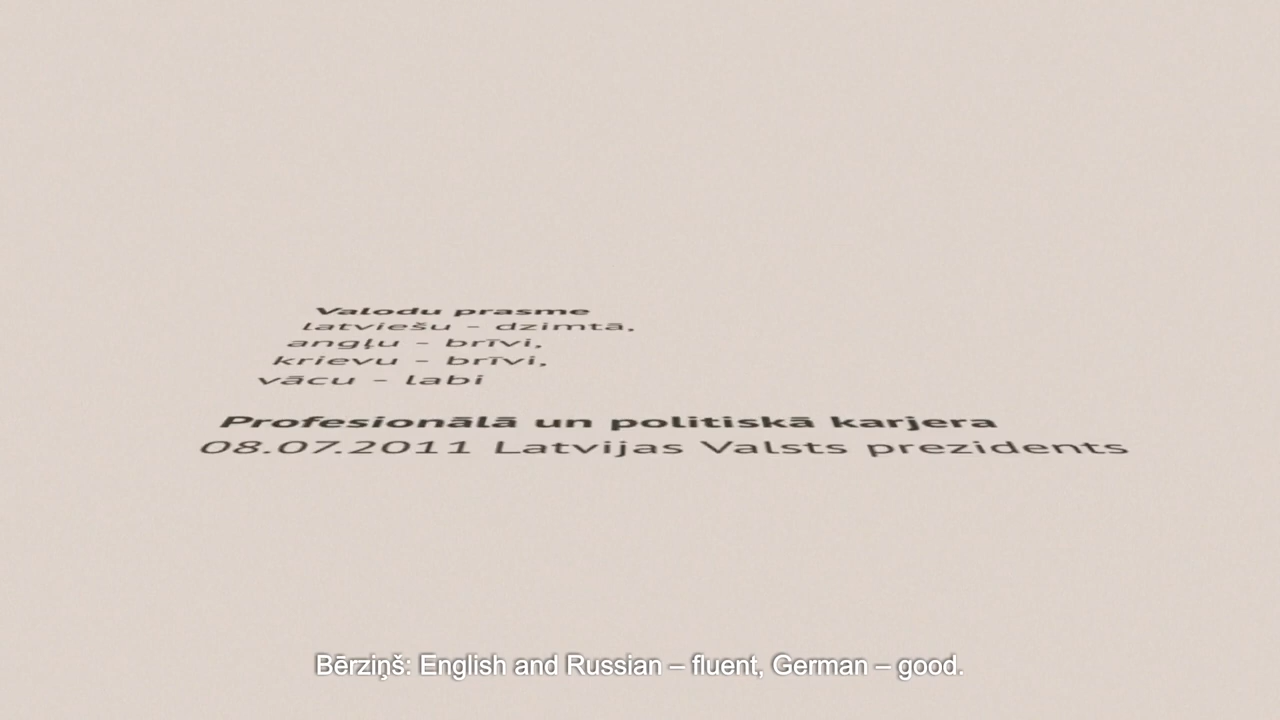 Valodu prasme
latviešu – dzimtā,
angļu – brīvi,
krievu – brīvi,
vācu – labi
Profesionālā un politiskā karjera
08.07.2011 Latvijas Valsts prezidents
Bērziņš: English and Russian – fluent, German – good.